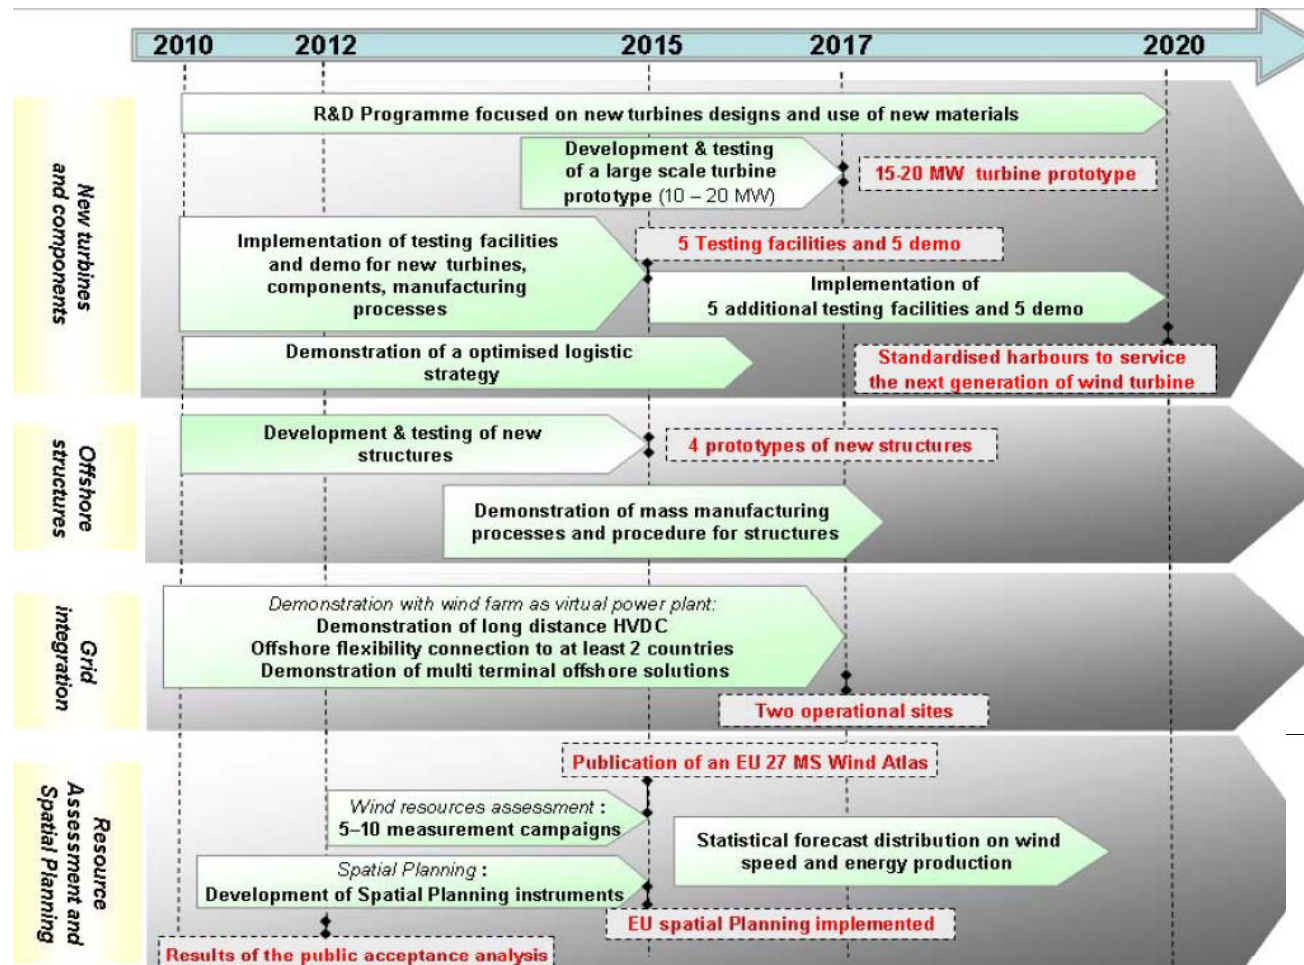 2010 2012 2015 2017 2020
New turbines
and components
R&D Programme focused on new turbines designs and use of new materials
Development & testing
of a large scale turbine
prototype (10 – 20 MW)
15-20 MW turbine prototype
Implementation of testing facilities
and demo for new turbines,
components, manufacturing
processes
5 Testing facilities and 5 demo
Implementation of
5 additional testing facilities and 5 demo
Demonstration of a optimised logistic
strategy
Standardised harbours to service
the next generation of wind turbine
Offshore
structures
Development & testing of new
structures
4 prototypes of new structures
Demonstration of mass manufacturing
processes and procedure for structures
Grid
integration
Demonstration with wind farm as virtual power plant:
Demonstration of long distance HVDC
Offshore flexibility connection to at least 2 countries
Demonstration of multi terminal offshore solutions
Two operational sites
Resource
Assessment and
Spatial Planning
Publication of an EU 27 MS Wind Atlas
Wind resources assessment :
5–10 measurement campaigns
Statistical forecast distribution on wind
speed and energy production
Spatial Planning :
Development of Spatial Planning instruments
EU spatial Planning implemented
Results of the public acceptance analysis